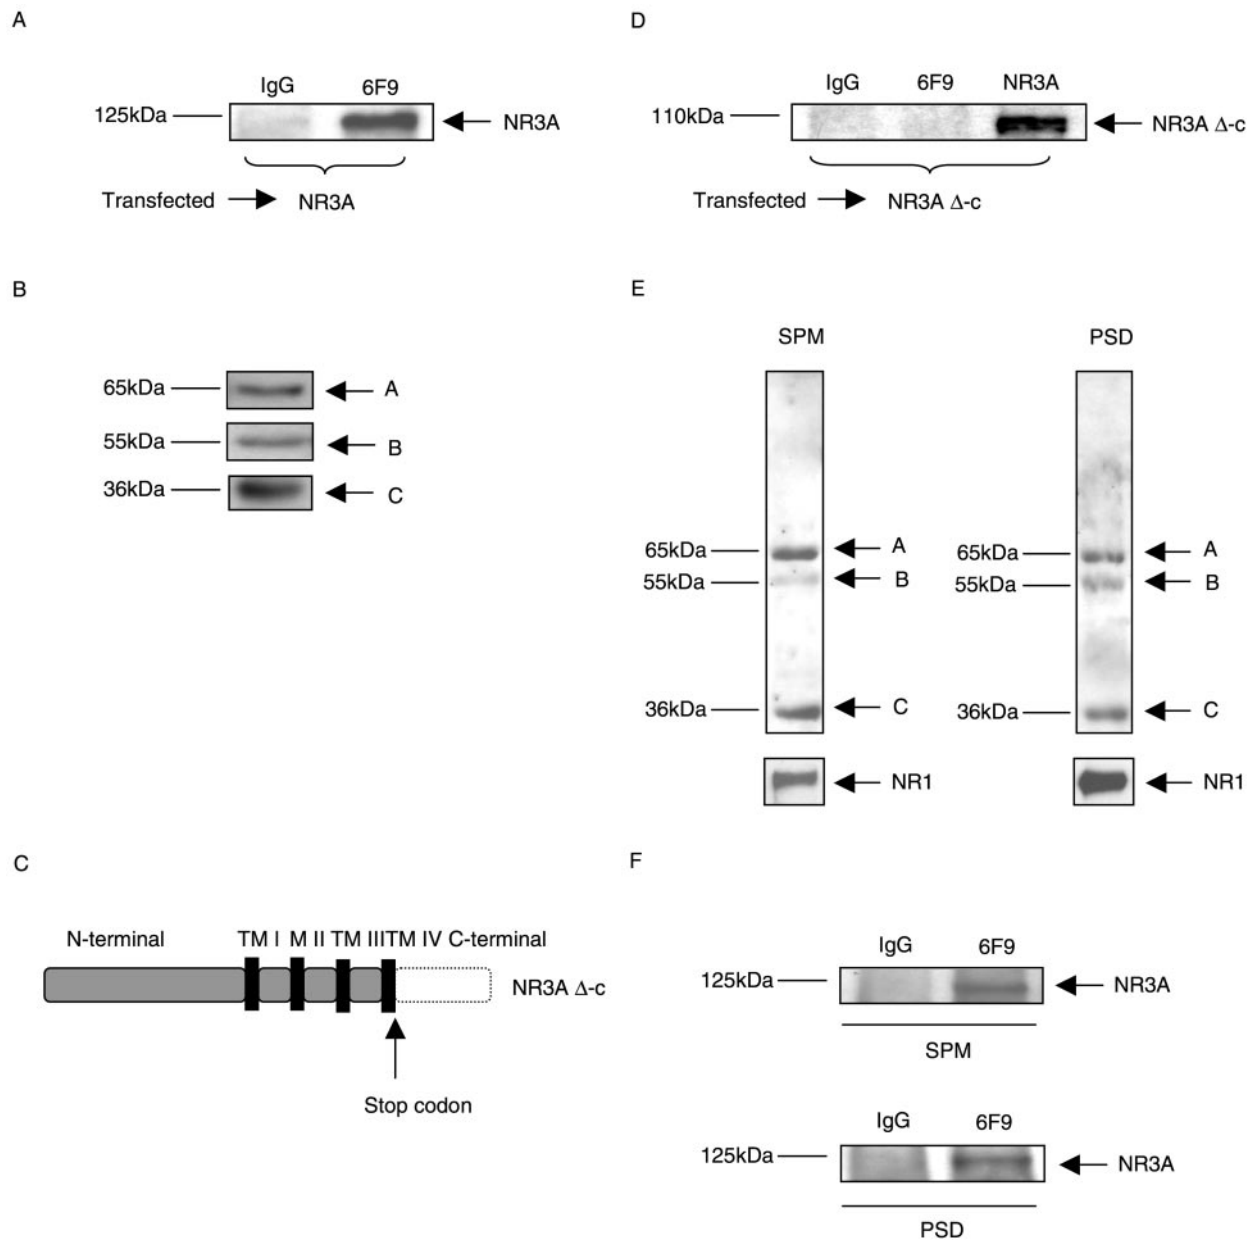 A
IgG 6F9
125kDa NR3A
Transfected NR3A
B
65kDa A
55kDa B
36kDa C
C
N-terminal TM I M II TM III TM IV C-terminal
NR3A Δ-c
Stop codon
D
IgG 6F9 NR3A
110kDa NR3A Δ-c
Transfected NR3A Δ-c
E
SPM PSD
65kDa A 65kDa A
55kDa B 55kDa B
36kDa C 36kDa C
NR1 NR1
F
IgG 6F9
125kDa NR3A
SPM
IgG 6F9
125kDa NR3A
PSD